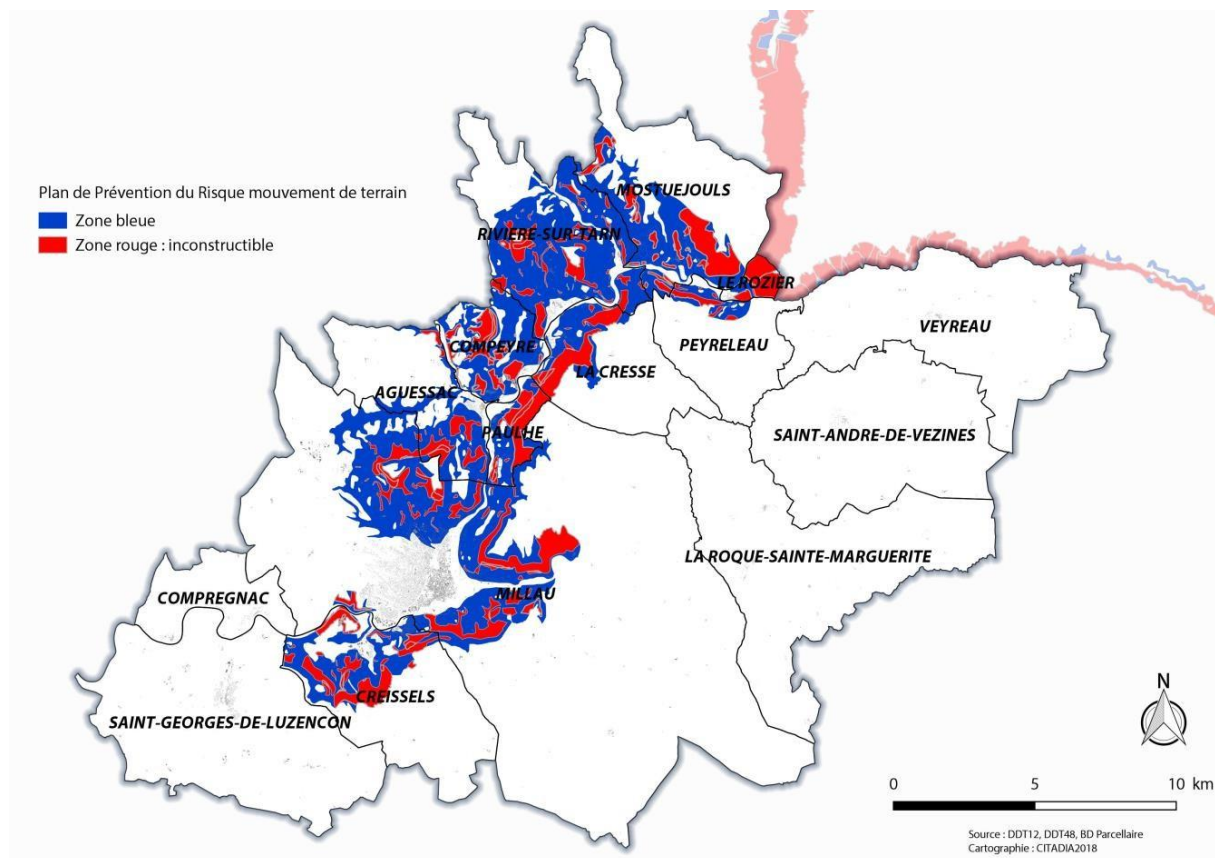 Plan de Prévention du Risque mouvement de terrain
Zone bleue
Zone rouge : inconstructible
MOSTUEJOULS
RIVIERE-SUR-TARN
LE ROZIER
VEYREAU
PEYRELEAU
COMPEYRE
LA CRESSE
AGUESSAC
PAULHE
SAINT-ANDRE-DE-VEZINES
LA ROQUE-SAINTE-MARGUERITE
MILLAU
COMPREGNAC
CREISSELS
SAINT-GEORGES-DE-LUZENCON
N
0 5 10 km
Source : DDT12, DDT48, BD Parcellaire
Cartographie : CITADIA2018